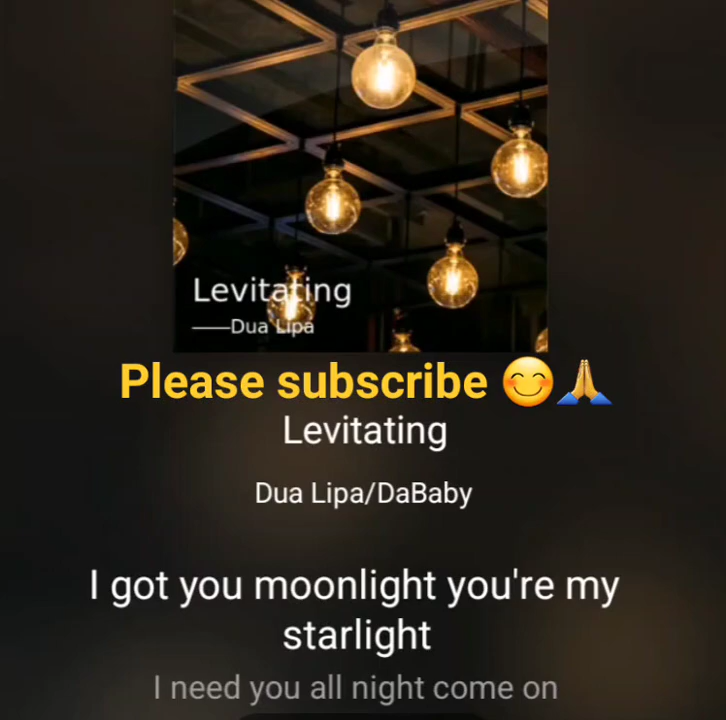 Levitating
——Dua Lipa
Please subscribe 😊🙏
Levitating
Dua Lipa/DaBaby
I got you moonlight you're my
starlight
I need you all night come on